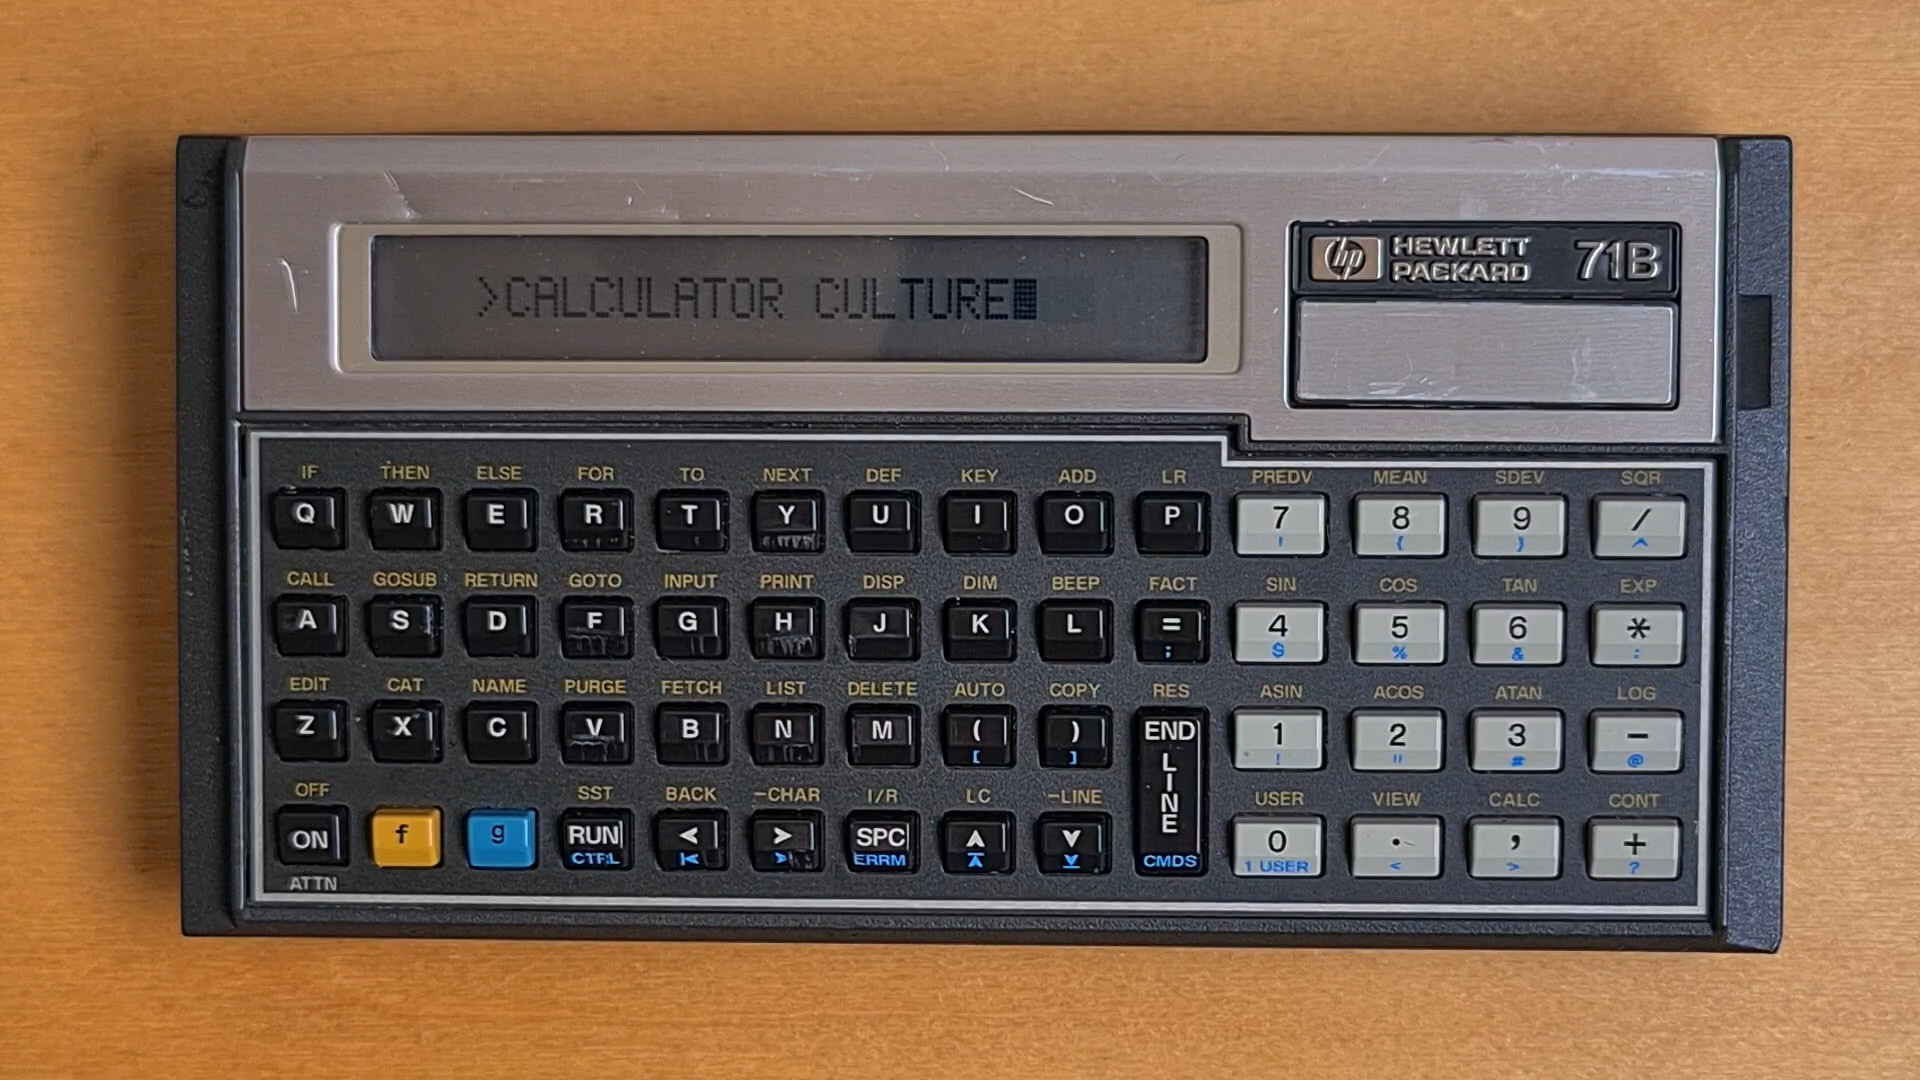 >CALCULATOR CULTURE
hp HEWLETT PACKARD 71B
IF THEN ELSE FOR TO NEXT DEF KEY ADD LR PREDV MEAN SDEV SQR
Q W E R T Y U I O P 7 8 9 /
{ } ^
CALL GOSUB RETURN GOTO INPUT PRINT DISP DIM BEEP FACT SIN COS TAN EXP
A S D F G H J K L = 4 5 6 *
; $ % & :
EDIT CAT NAME PURGE FETCH LIST DELETE AUTO COPY RES ASIN ACOS ATAN LOG
Z X C V B N M ( ) END LINE 1 2 3 -
[ ] ! " # @
OFF SST BACK -CHAR I/R LC -LINE USER VIEW CALC CONT
ON f g RUN < > SPC 0 . , +
CTRL ERRM CMDS 1 USER < > ?
ATTN